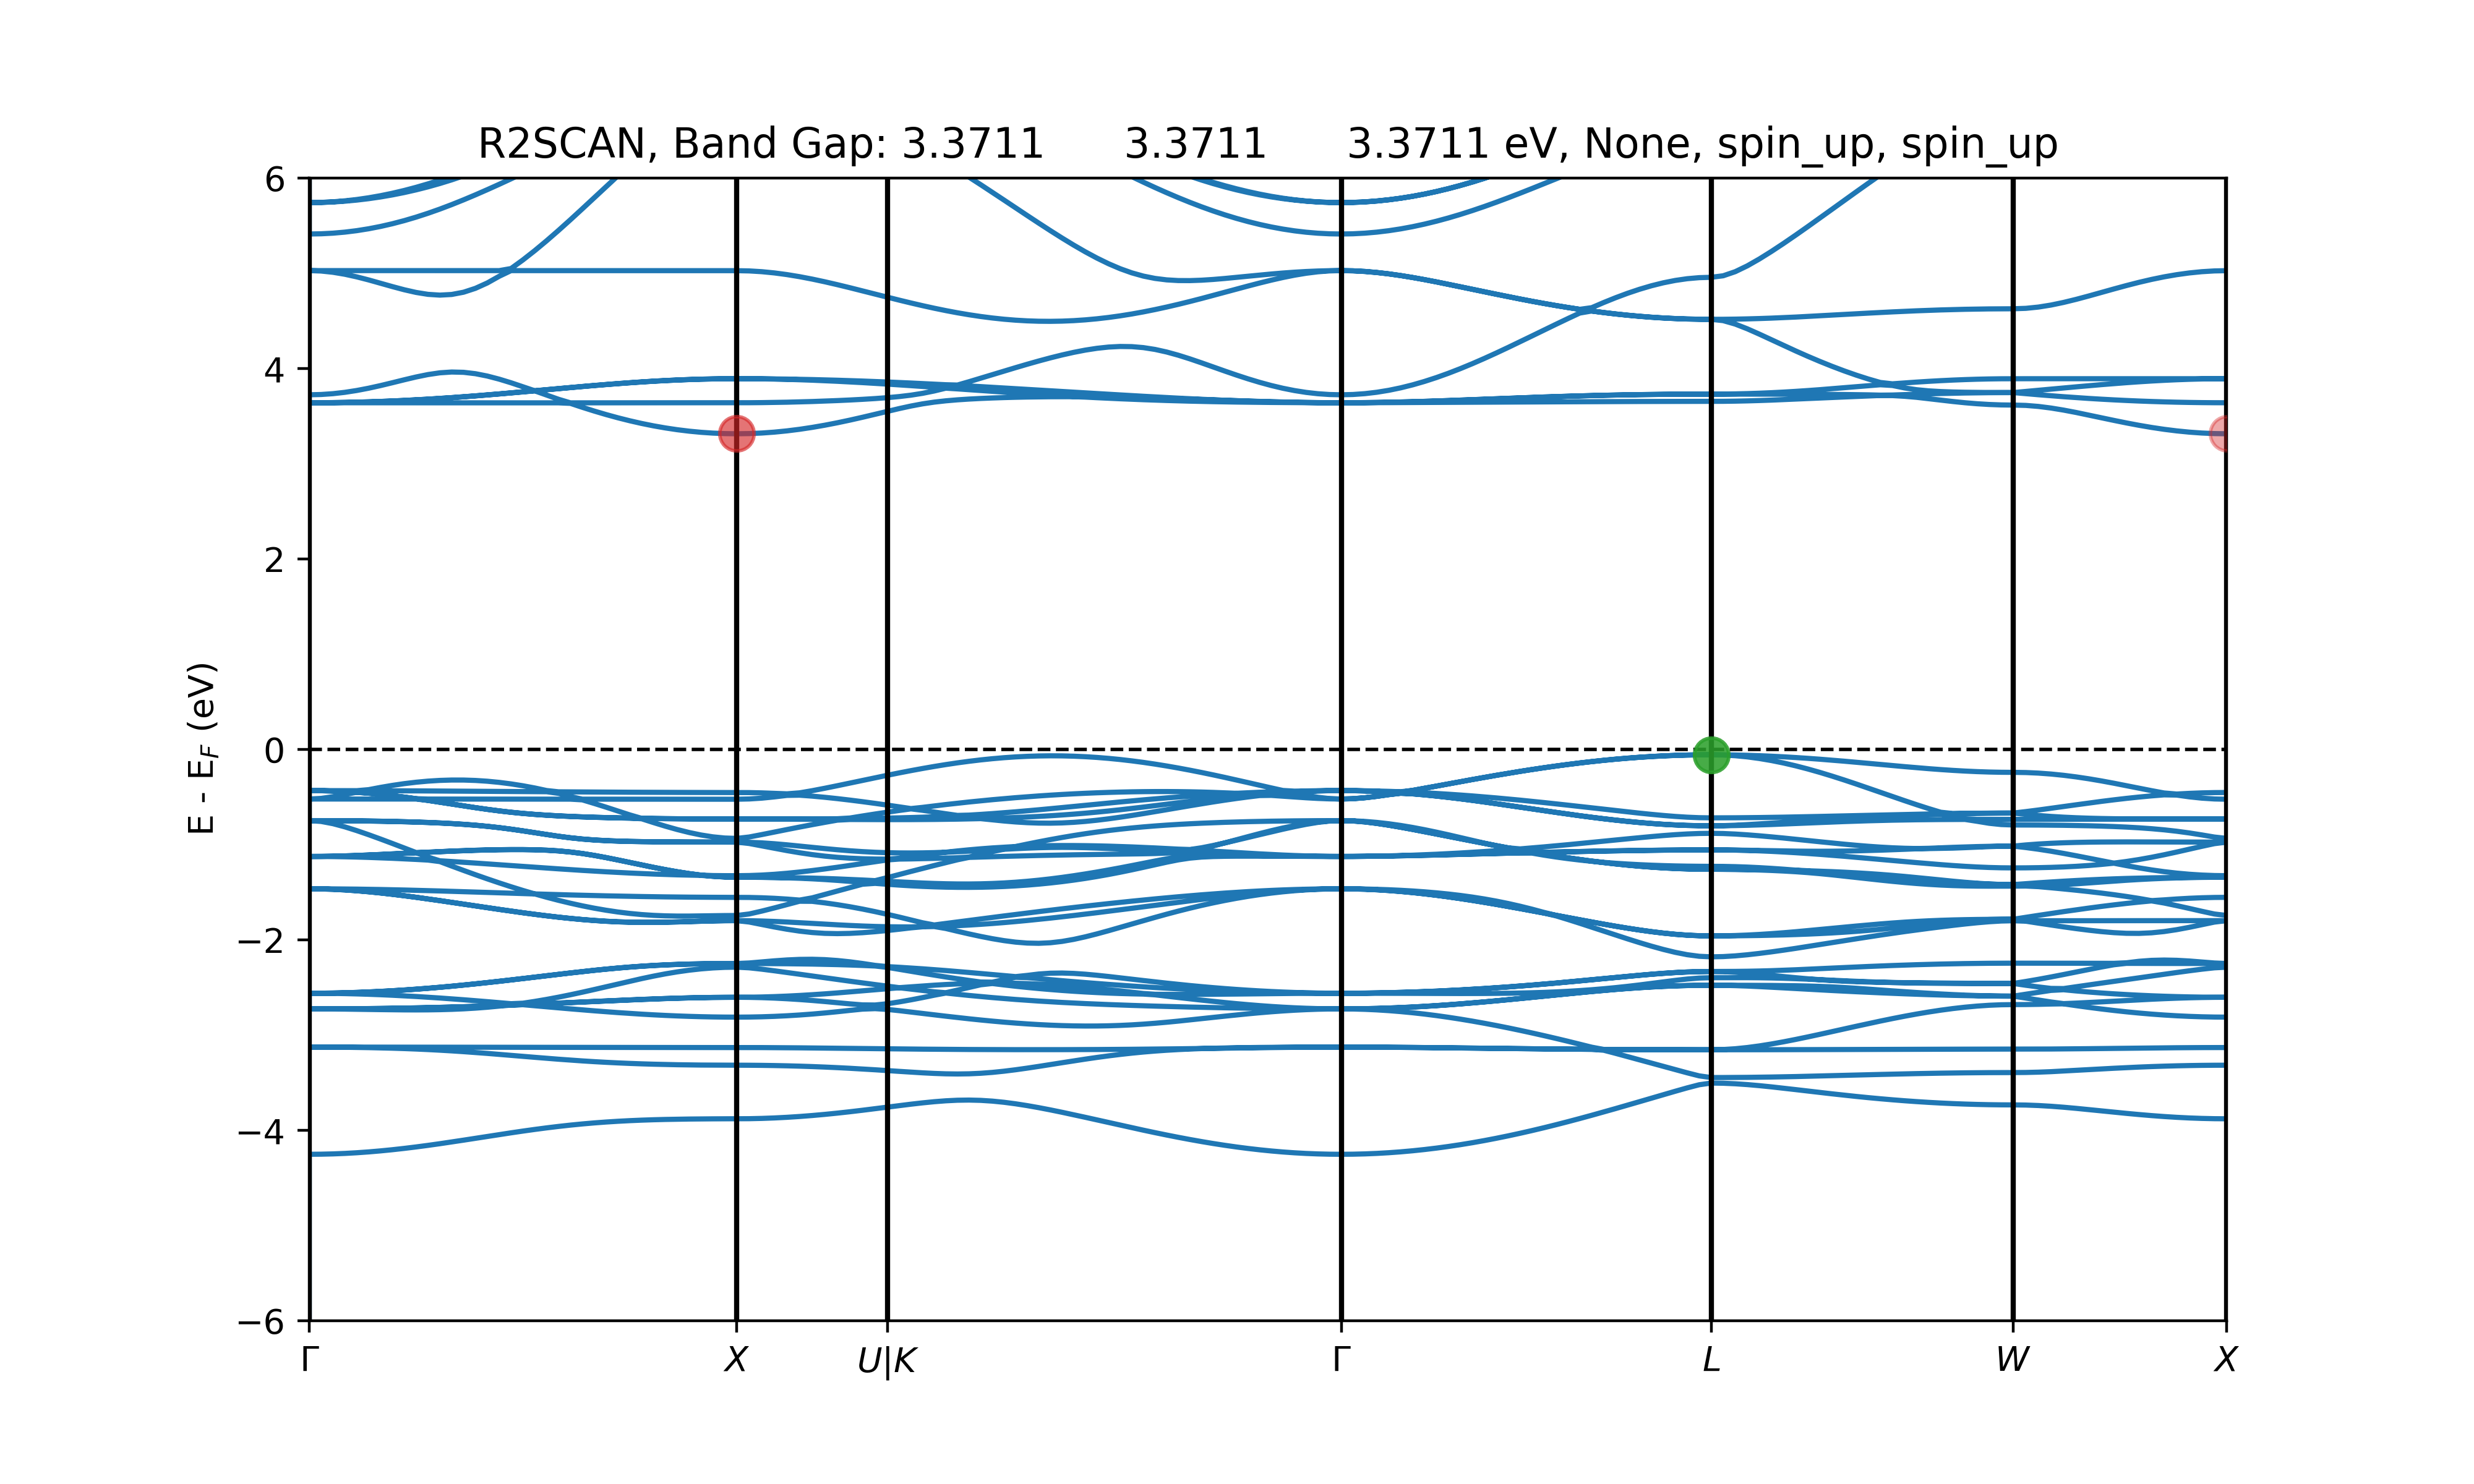 R2SCAN, Band Gap: 3.3711 3.3711 3.3711 eV, None, spin_up, spin_up
E - E_F (eV)
6
4
2
0
−2
−4
−6
Γ X U|K Γ L W X